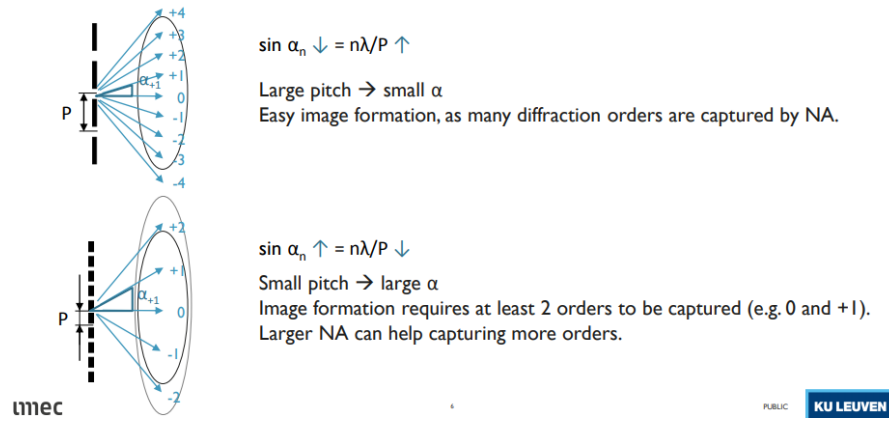 +4
+3
+2
+1
α+1
0
-1
-2
-3
-4
P
sin αn ↓ = nλ/P ↑
Large pitch → small α
Easy image formation, as many diffraction orders are captured by NA.
+2
+1
α+1
0
-1
-2
P
sin αn ↑ = nλ/P ↓
Small pitch → large α
Image formation requires at least 2 orders to be captured (e.g. 0 and +1).
Larger NA can help capturing more orders.
imec
6
PUBLIC
KU LEUVEN